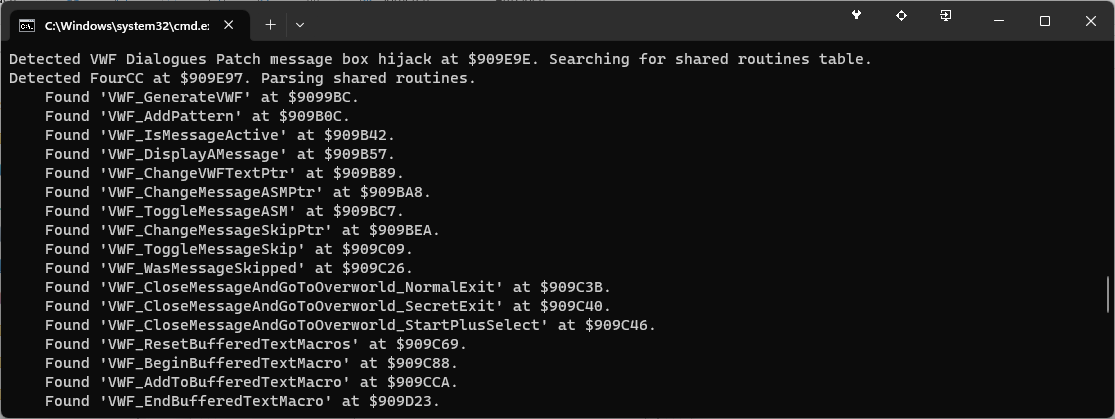 C:\Windows\system32\cmd.e:
Detected VWF Dialogues Patch message box hijack at $909E9E. Searching for shared routines table.
Detected FourCC at $909E97. Parsing shared routines.
Found 'VWF_GenerateVWF' at $9099BC.
Found 'VWF_AddPattern' at $909B0C.
Found 'VWF_IsMessageActive' at $909B42.
Found 'VWF_DisplayAMessage' at $909B57.
Found 'VWF_ChangeVWFTextPtr' at $909B89.
Found 'VWF_ChangeMessageASMPtr' at $909BA8.
Found 'VWF_ToggleMessageASM' at $909BC7.
Found 'VWF_ChangeMessageSkipPtr' at $909BEA.
Found 'VWF_ToggleMessageSkip' at $909C09.
Found 'VWF_WasMessageSkipped' at $909C26.
Found 'VWF_CloseMessageAndGoToOverworld_NormalExit' at $909C3B.
Found 'VWF_CloseMessageAndGoToOverworld_SecretExit' at $909C40.
Found 'VWF_CloseMessageAndGoToOverworld_StartPlusSelect' at $909C46.
Found 'VWF_ResetBufferedTextMacros' at $909C69.
Found 'VWF_BeginBufferedTextMacro' at $909C88.
Found 'VWF_AddToBufferedTextMacro' at $909CCA.
Found 'VWF_EndBufferedTextMacro' at $909D23.